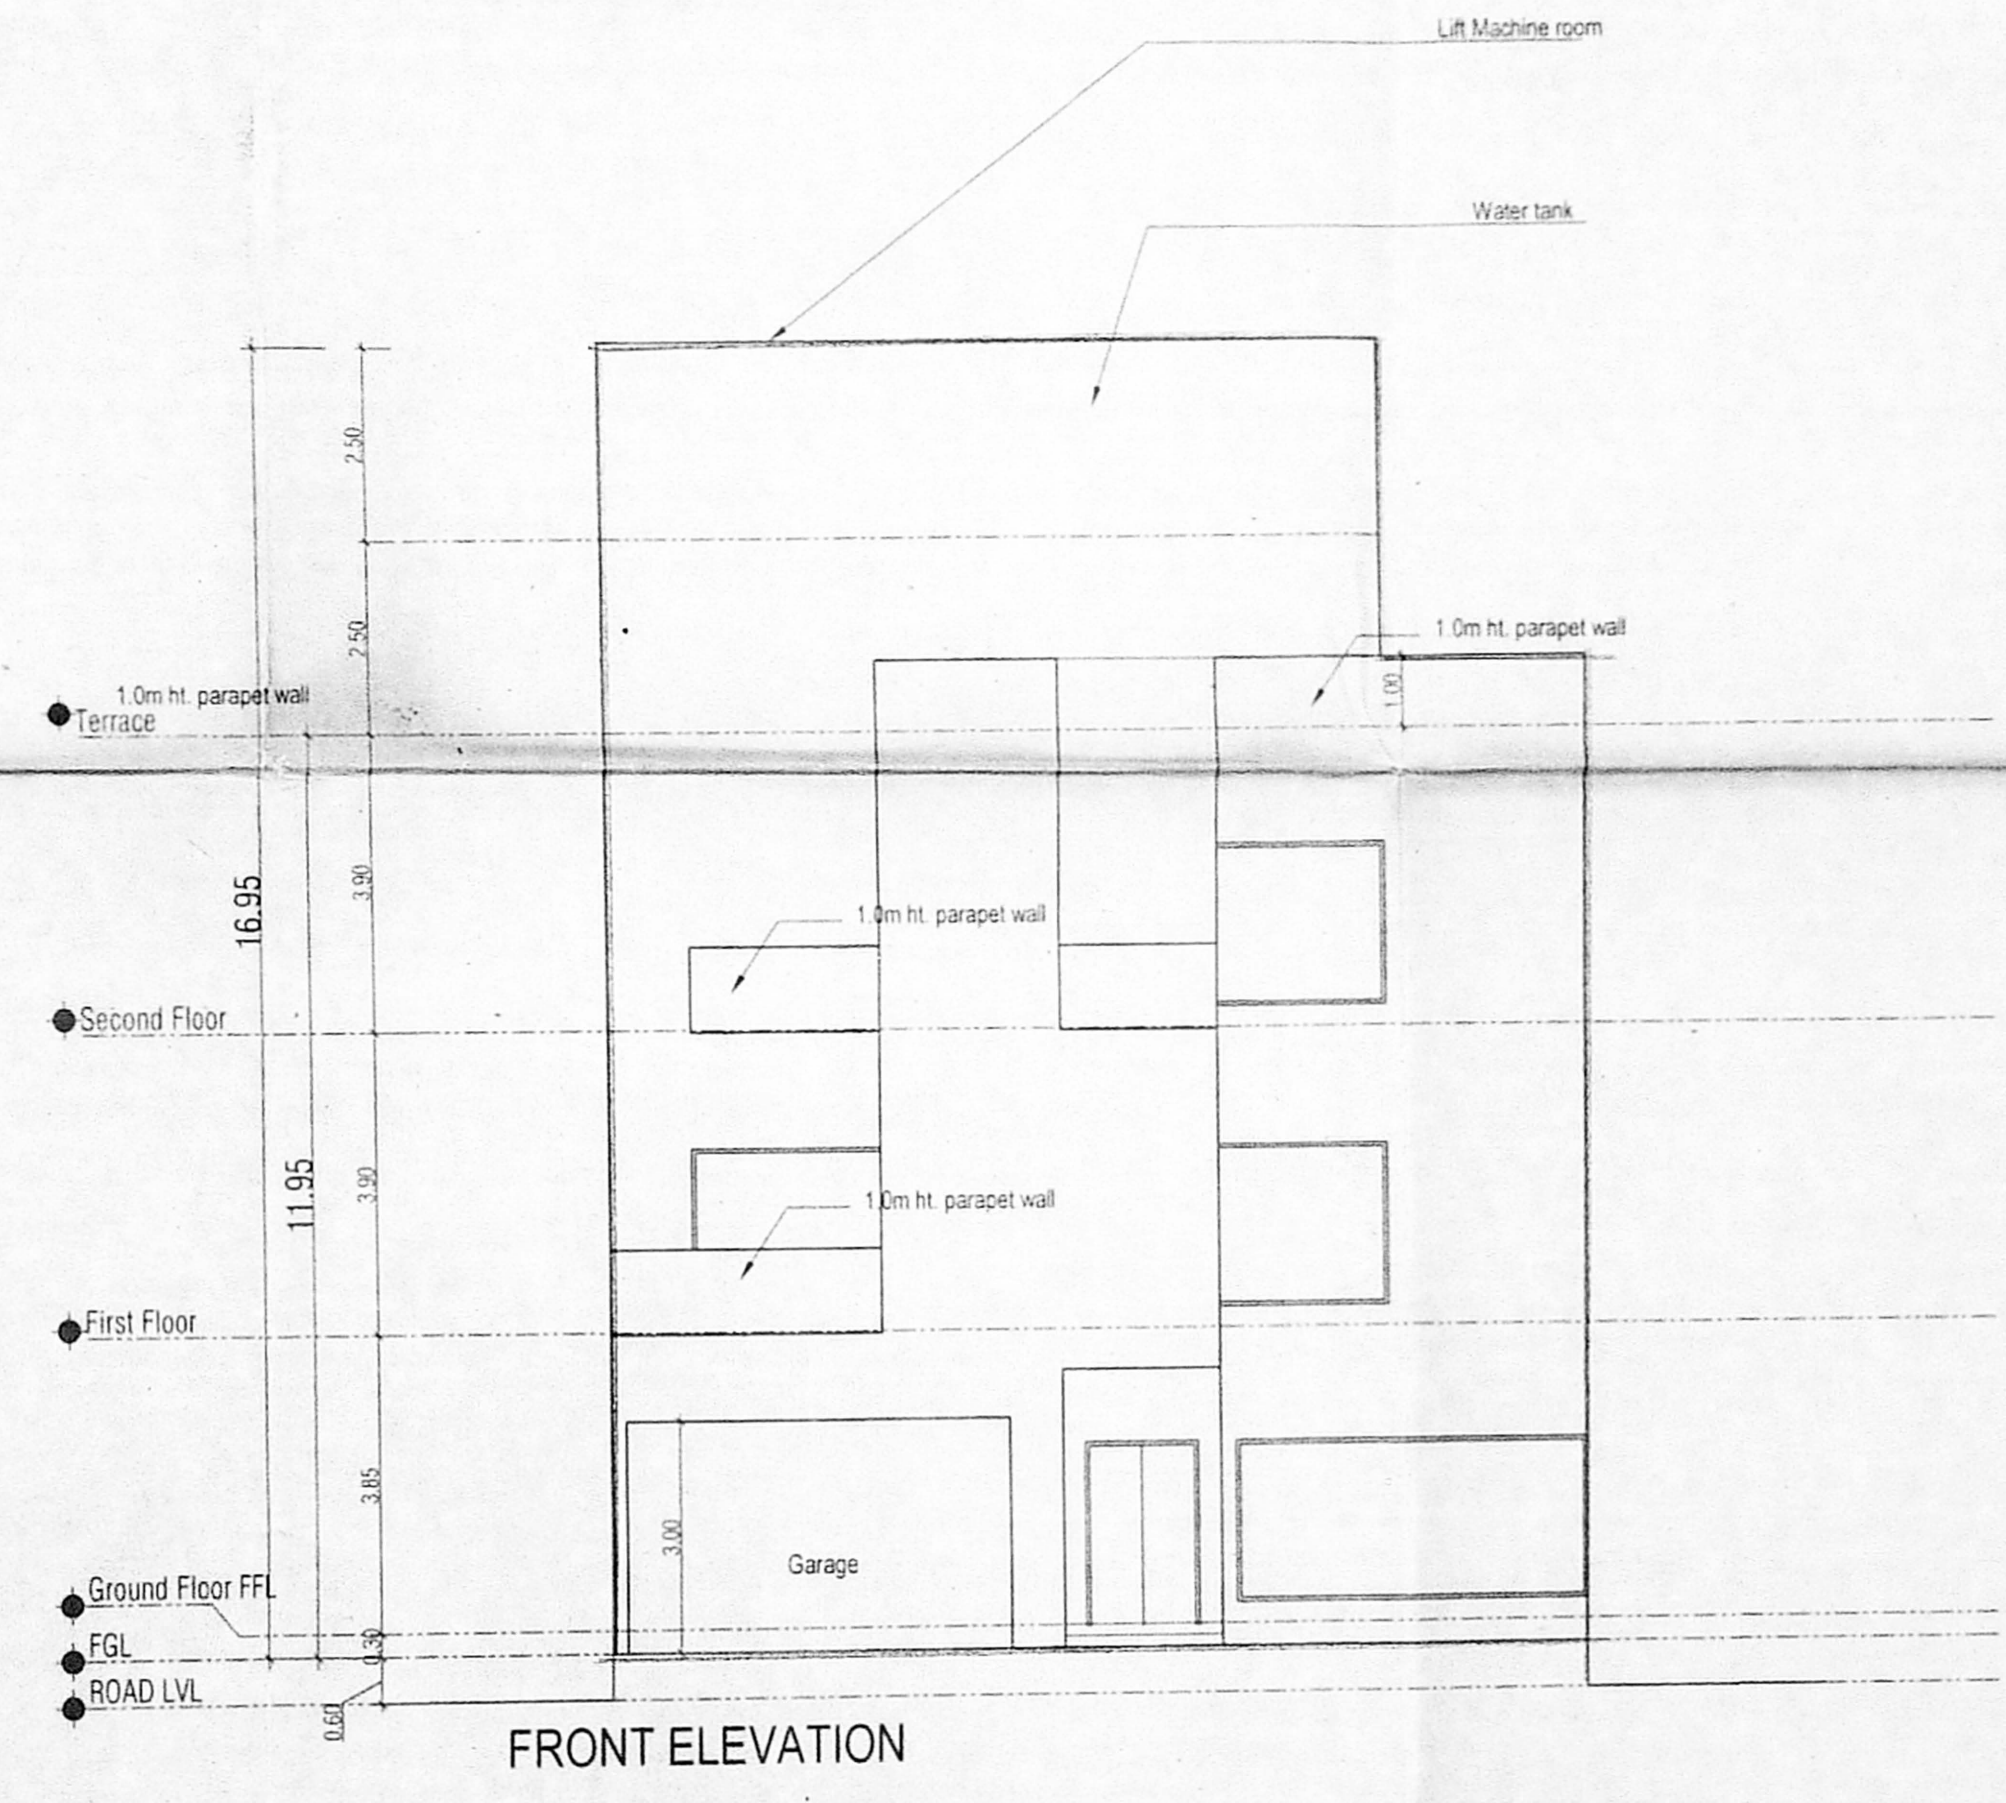 Lift Machine room
Water tank
2.50
2.50
1.0m ht. parapet wall
1.00
1.0m ht. parapet wall
Terrace
16.95
3.90
1.0m ht. parapet wall
Second Floor
11.95
3.90
1.0m ht. parapet wall
First Floor
3.85
3.00
Garage
Ground Floor FFL
0.30
FGL
ROAD LVL
0.60
FRONT ELEVATION